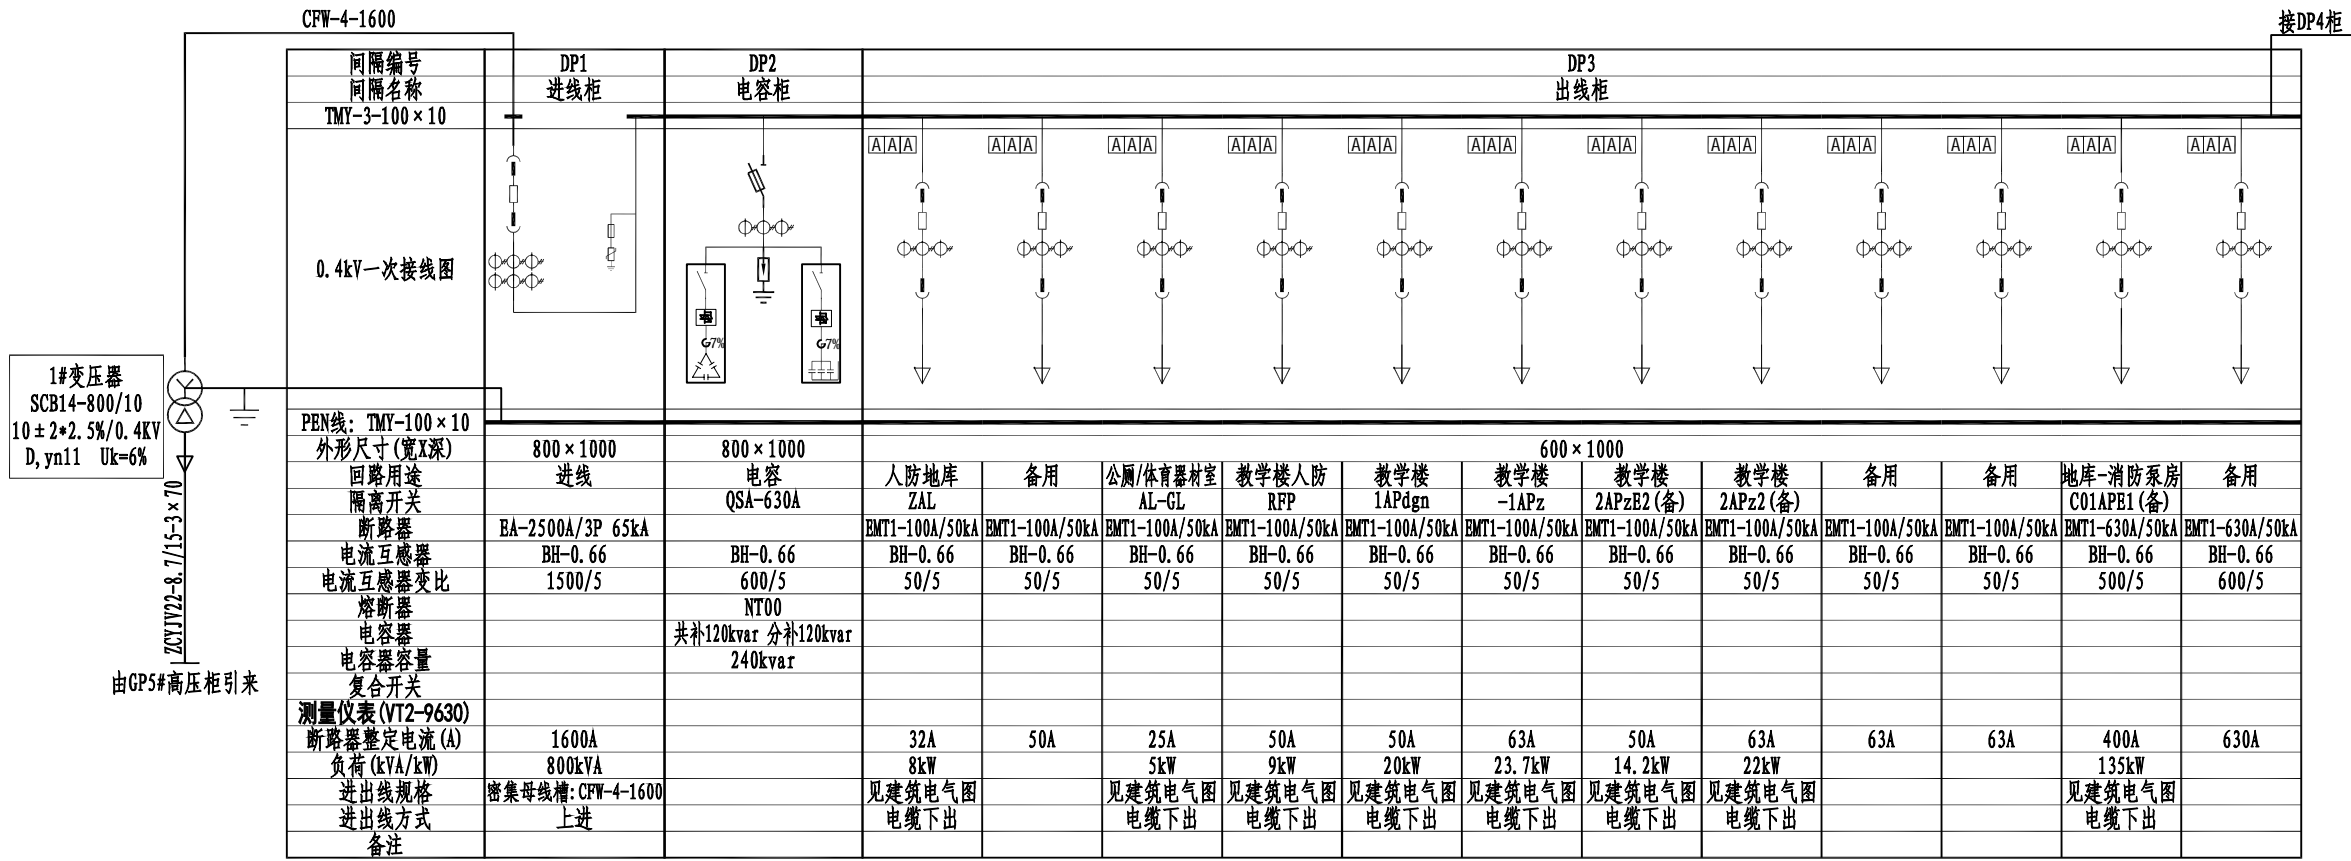 CFW-4-1600
接DP4柜
间隔编号 DP1 DP2 DP3
间隔名称 进线柜 电容柜 出线柜
TMY-3-100×10
AAA AAA AAA AAA AAA AAA AAA AAA AAA AAA AAA AAA
0.4kV一次接线图
G7% G7%
1#变压器
SCB14-800/10
10±2*2.5%/0.4KV
D,yn11 Uk=6%
ZCYJV22-8.7/15-3×70
由GP5#高压柜引来
PEN线: TMY-100×10
外形尺寸(宽X深) 800×1000 800×1000 600×1000
回路用途 进线 电容 人防地库 备用 公厕/体育器材室 教学楼人防 教学楼 教学楼 教学楼 教学楼 备用 备用 地库-消防泵房 备用
隔离开关 QSA-630A ZAL AL-GL RFP 1APdgn -1APz 2APzE2(备) 2APz2(备) C01APE1(备)
断路器 EA-2500A/3P 65kA EMT1-100A/50kA EMT1-100A/50kA EMT1-100A/50kA EMT1-100A/50kA EMT1-100A/50kA EMT1-100A/50kA EMT1-100A/50kA EMT1-100A/50kA EMT1-100A/50kA EMT1-100A/50kA EMT1-630A/50kA EMT1-630A/50kA
电流互感器 BH-0.66 BH-0.66 BH-0.66 BH-0.66 BH-0.66 BH-0.66 BH-0.66 BH-0.66 BH-0.66 BH-0.66 BH-0.66 BH-0.66 BH-0.66 BH-0.66
电流互感器变比 1500/5 600/5 50/5 50/5 50/5 50/5 50/5 50/5 50/5 50/5 50/5 50/5 500/5 600/5
熔断器 NT00
电容器 共补120kvar 分补120kvar
电容器容量 240kvar
复合开关
测量仪表(VT2-9630)
断路器整定电流(A) 1600A 32A 50A 25A 50A 50A 63A 50A 63A 63A 63A 400A 630A
负荷(kVA/kW) 800kVA 8kW 5kW 9kW 20kW 23.7kW 14.2kW 22kW 135kW
进出线规格 密集母线槽:CFW-4-1600 见建筑电气图 见建筑电气图 见建筑电气图 见建筑电气图 见建筑电气图 见建筑电气图 见建筑电气图 见建筑电气图
进出线方式 上进 电缆下出 电缆下出 电缆下出 电缆下出 电缆下出 电缆下出 电缆下出 电缆下出
备注